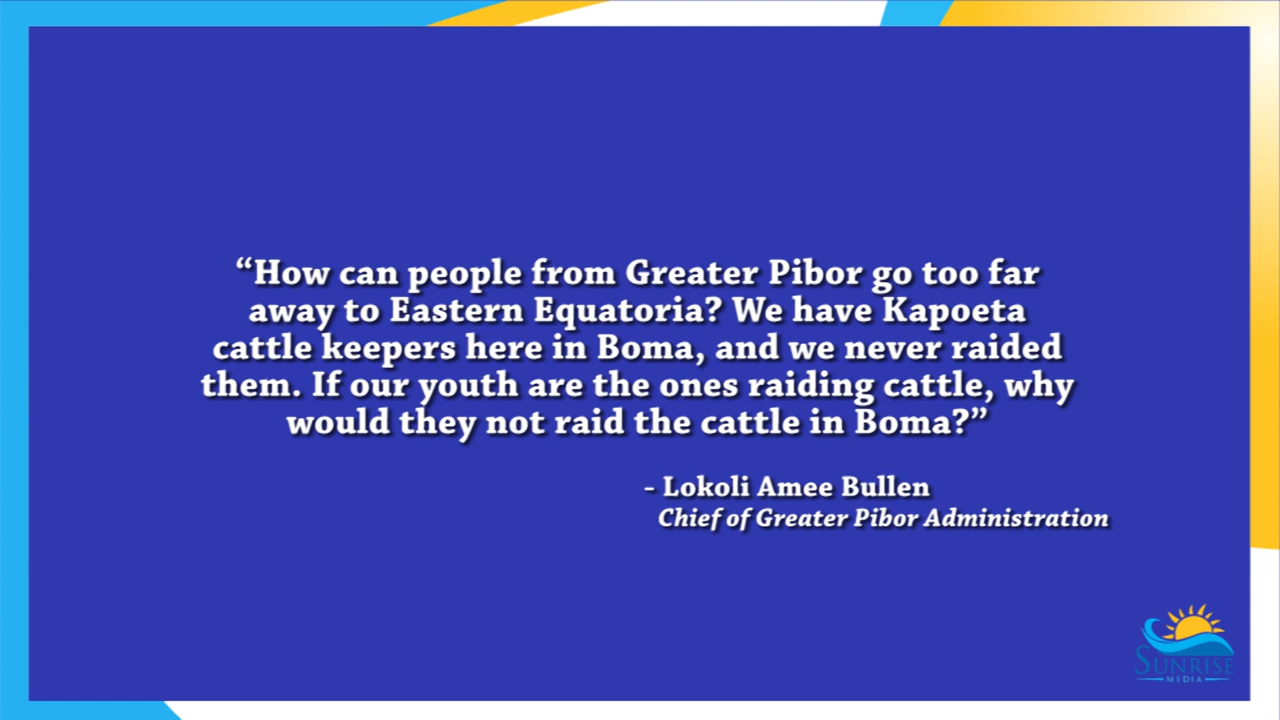 “How can people from Greater Pibor go too far
away to Eastern Equatoria? We have Kapoeta
cattle keepers here in Boma, and we never raided
them. If our youth are the ones raiding cattle, why
would they not raid the cattle in Boma?”
- Lokoli Amee Bullen
Chief of Greater Pibor Administration
SUNRISE
MEDIA